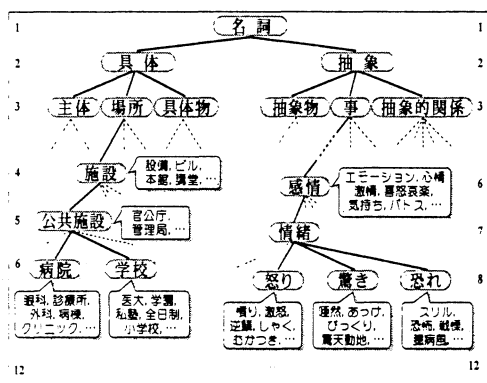 1 名詞 1
2 具体 抽象 2
3 主体 場所 具体物 抽象物 事 抽象的関係 3
4 施設 設備, ビル, 本館, 講堂, …
感情 エモーション, 心情, 激情, 喜怒哀楽, 気持ち, パトス, … 6
5 公共施設 官公庁, 管理局, …
情緒 7
6 病院 学校
怒り 驚き 恐れ 8
眼科, 診療所,
外科, 病棟,
クリニック, …
医大, 学園,
私塾, 全日制,
小学校, …
憤り, 激怒,
逆鱗, しゃく,
むかつき, …
唖然, あっけ,
びっくり,
驚天動地, …
スリル,
恐怖, 戦慄,
臆病風, …
12 12